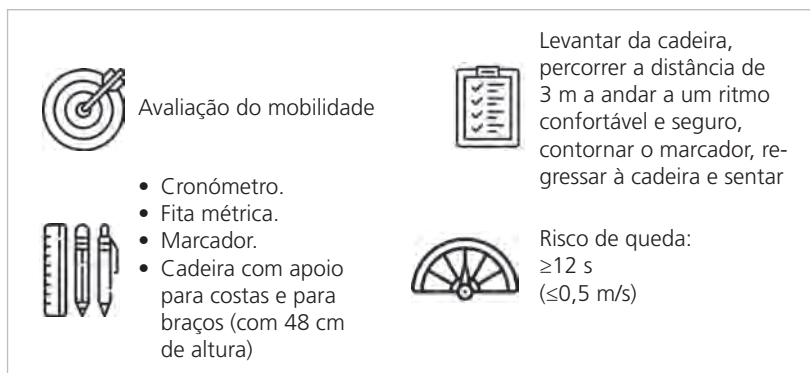 Avaliação do mobilidade
• Cronómetro.
• Fita métrica.
• Marcador.
• Cadeira com apoio
para costas e para
braços (com 48 cm
de altura)
Levantar da cadeira,
percorrer a distância de
3 m a andar a um ritmo
confortável e seguro,
contornar o marcador, re-
gressar à cadeira e sentar
Risco de queda:
≥12 s
(≤0,5 m/s)